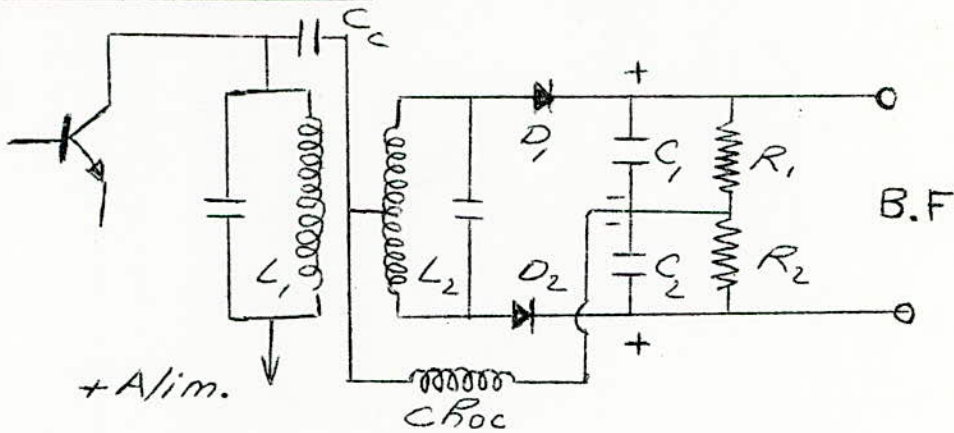 Cc
+
D1
C1
R1
B.F
L1
L2
D2
C2
R2
+ Alim.
Choc
+
-
-